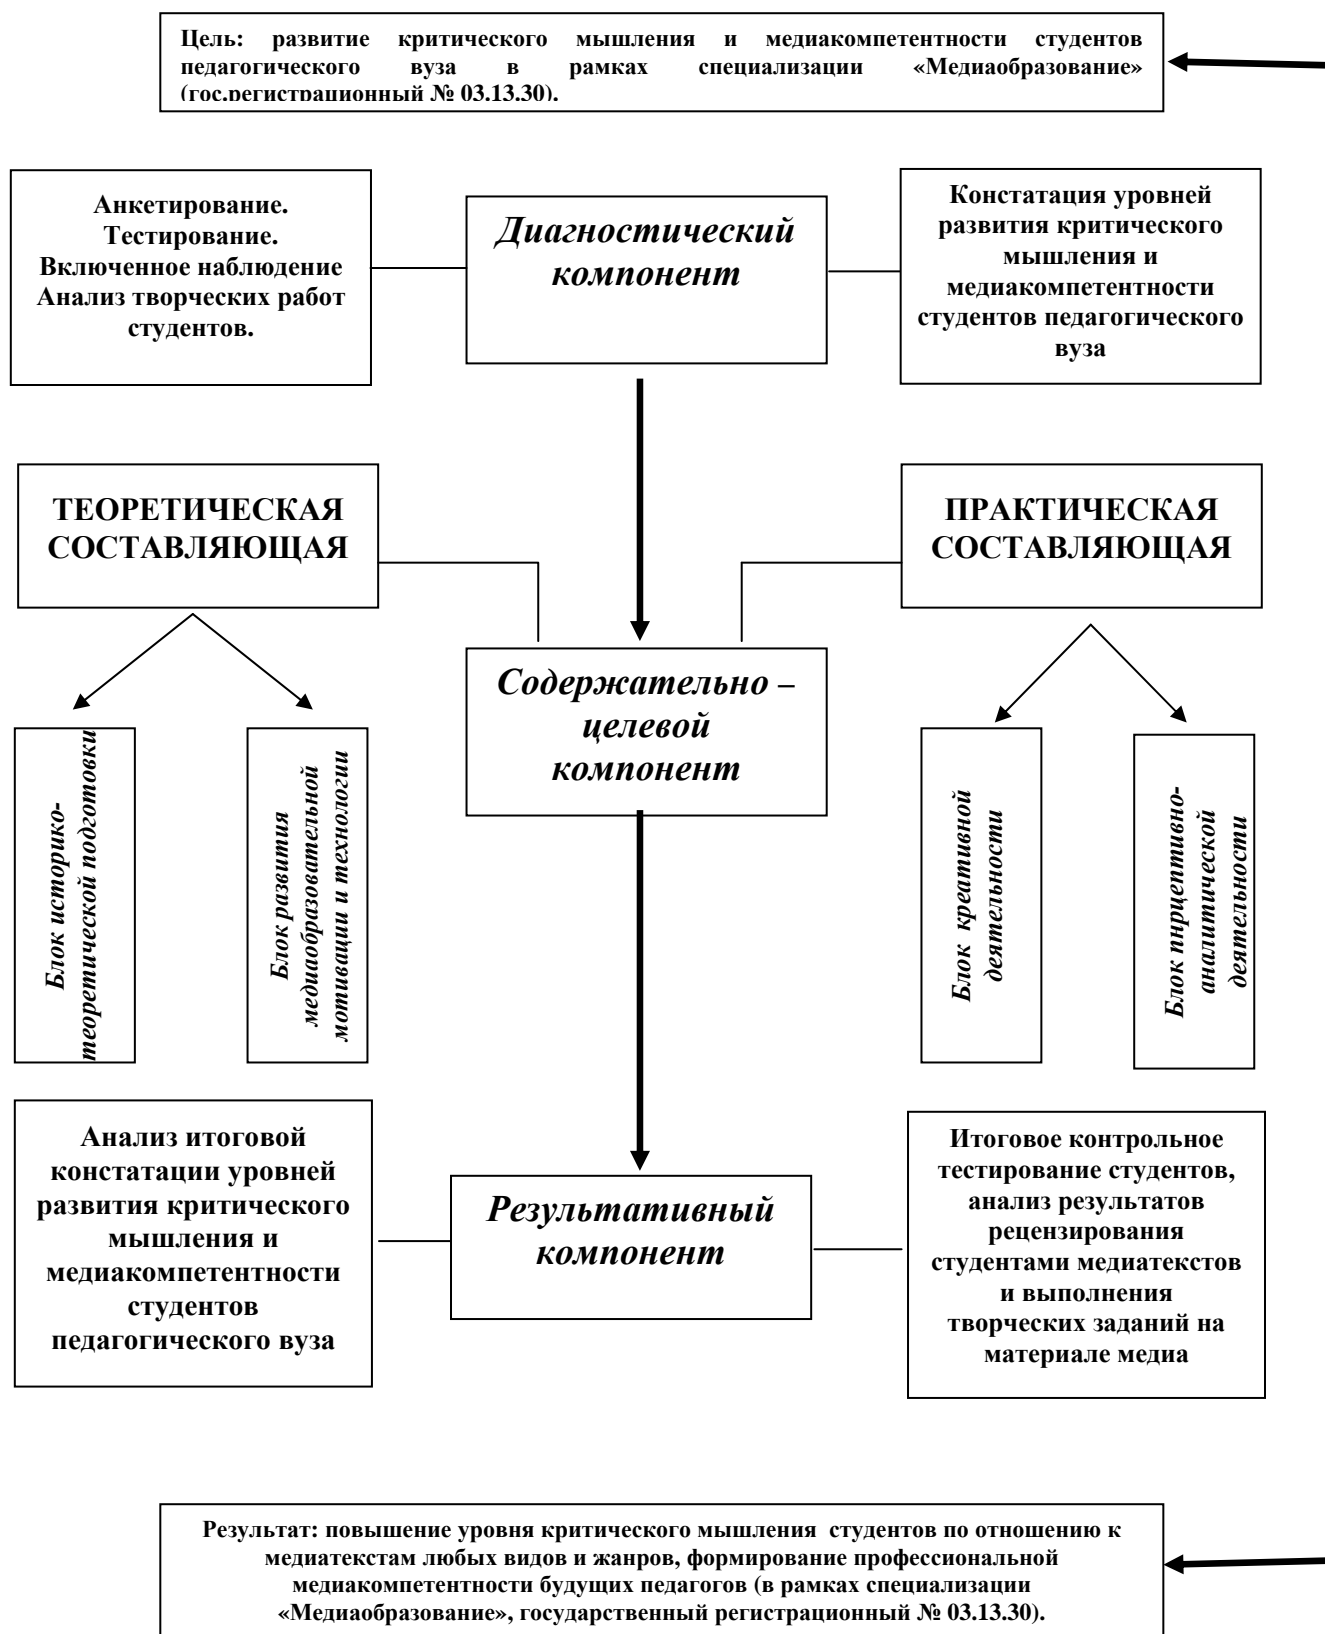 Цель: развитие критического мышления и медиакомпетентности студентов
педагогического вуза в рамках специализации «Медиаобразование»
(гос.регистрационный № 03.13.30).
Анкетирование.
Тестирование.
Включенное наблюдение
Анализ творческих работ
студентов.
Диагностический
компонент
Констатация уровней
развития критического
мышления и
медиакомпетентности
студентов педагогического
вуза
ТЕОРЕТИЧЕСКАЯ
СОСТАВЛЯЮЩАЯ
ПРАКТИЧЕСКАЯ
СОСТАВЛЯЮЩАЯ
Содержательно –
целевой
компонент
Блок историко-
теоретической подготовки
Блок развития
медиаобразовательной
мотивации и технологии
Блок креативной
деятельности
Блок пнрцептивно-
аналитической
деятельности
Анализ итоговой
констатации уровней
развития критического
мышления и
медиакомпетентности
студентов
педагогического вуза
Результативный
компонент
Итоговое контрольное
тестирование студентов,
анализ результатов
рецензирования
студентами медиатекстов
и выполнения
творческих заданий на
материале медиа
Результат: повышение уровня критического мышления студентов по отношению к
медиатекстам любых видов и жанров, формирование профессиональной
медиакомпетентности будущих педагогов (в рамках специализации
«Медиаобразование», государственный регистрационный № 03.13.30).